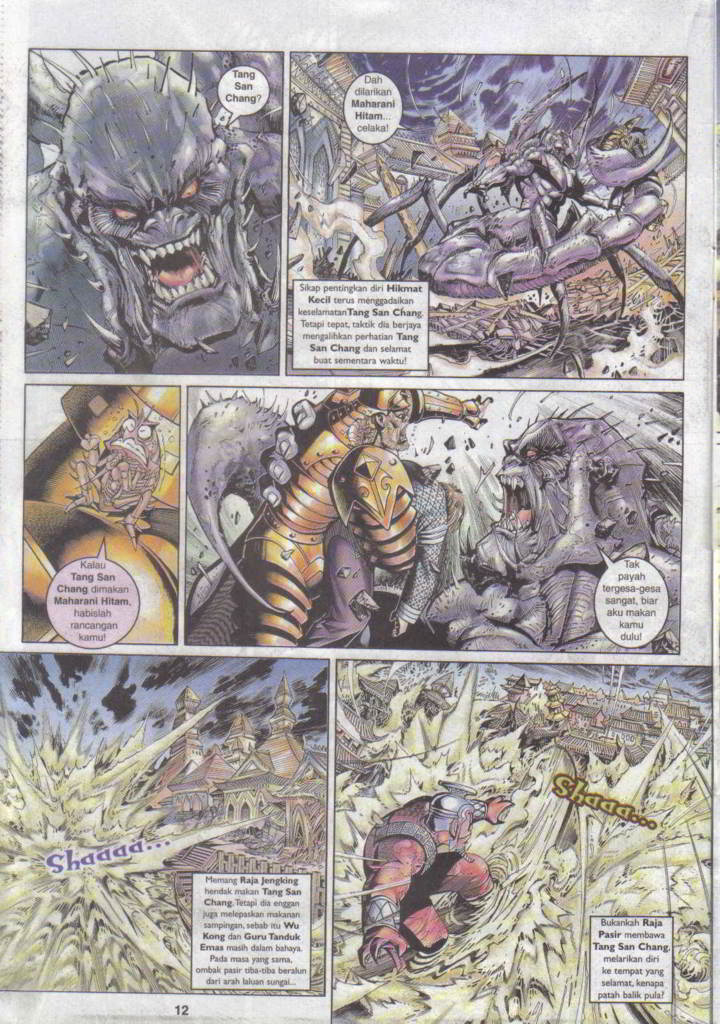 Tang
San
Chang?
Dah
dilarikan
Maharani
Hitam...
celaka!
Sikap pentingkan diri Hikmat
Kecil terus menggadaikan
keselamatan Tang San Chang.
Tetapi tepat, taktik dia berjaya
mengalihkan perhatian Tang
San Chang dan selamat
buat sementara waktu!
Kalau
Tang San
Chang dimakan
Maharani Hitam,
habislah
rancangan
kamu!
Tak
payah
tergesa-gesa
sangat, biar
aku makan
kamu
dulu!
Shaaaa...
Memang Raja Jengking
hendak makan Tang San
Chang. Tetapi dia enggan
juga melepaskan makanan
sampingan, sebab itu Wu
Kong dan Guru Tanduk
Emas masih dalam bahaya.
Pada masa yang sama,
ombak pasir tiba-tiba beralun
dari arah laluan sungai...
Shaaaa...
Bukankah Raja
Pasir membawa
Tang San Chang,
melarikan diri
ke tempat yang
selamat, kenapa
patah balik pula?
12